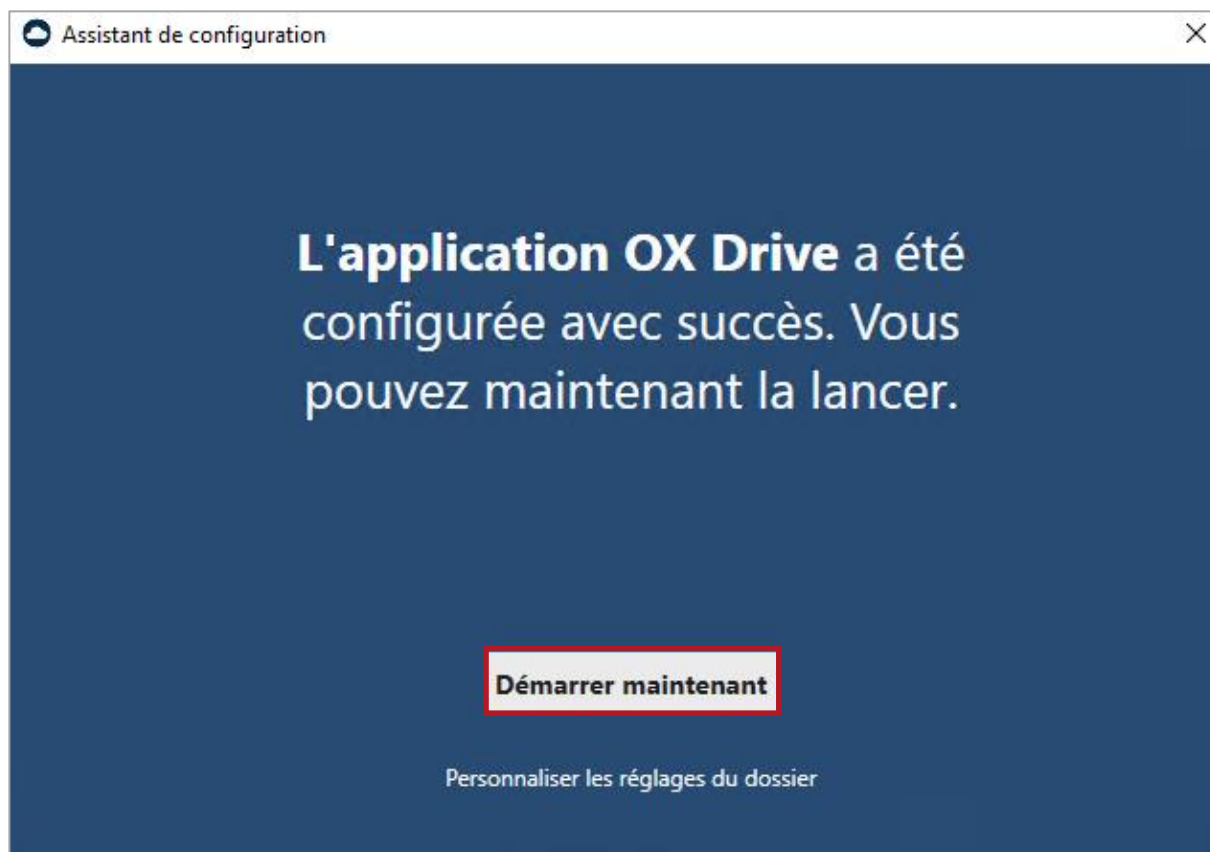 Assistant de configuration
L'application OX Drive a été
configurée avec succès. Vous
pouvez maintenant la lancer.
Démarrer maintenant
Personnaliser les réglages du dossier